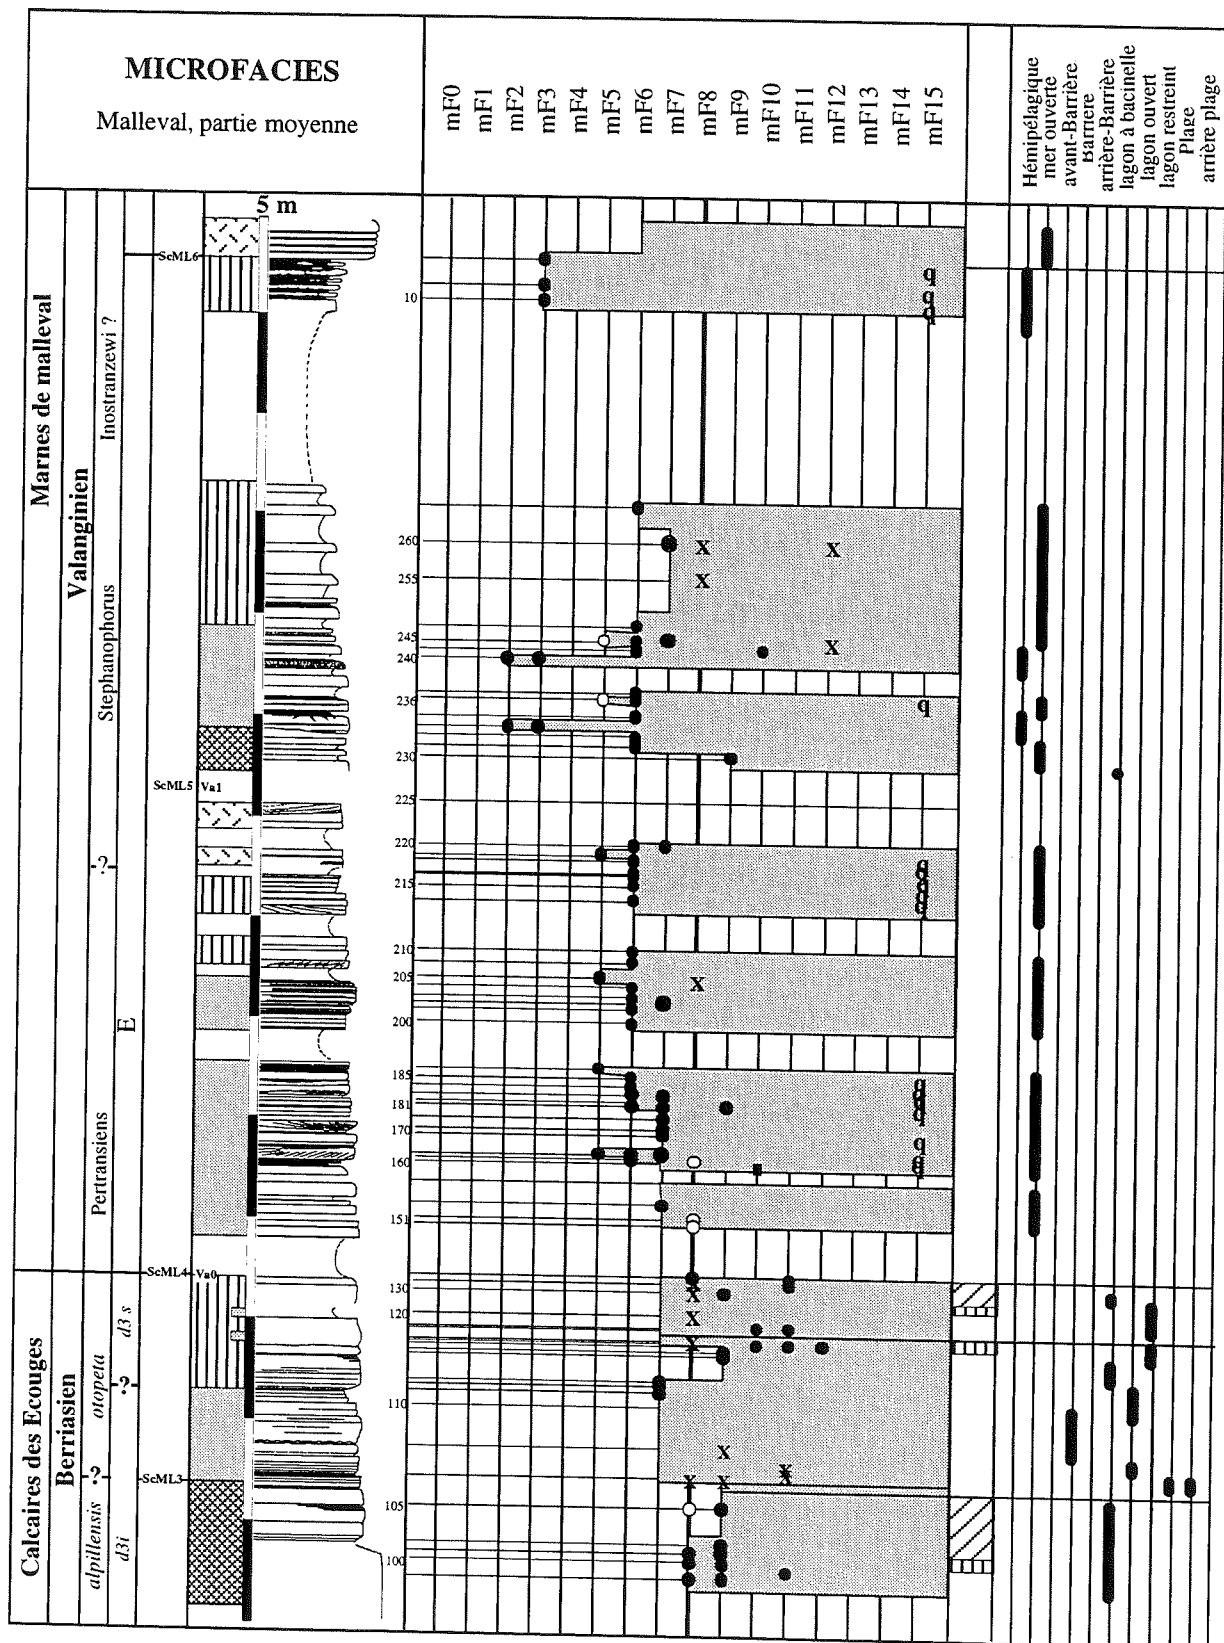 MICROFACIES
Malleval, partie moyenne
mF0
mF1
mF2
mF3
mF4
mF5
mF6
mF7
mF8
mF9
mF10
mF11
mF12
mF13
mF14
mF15
Hémipélagique
mer ouverte
avant-Barrière
Barriere
arrière-Barrière
lagon à bacinelle
lagon ouvert
lagon restreint
Plage
arrière plage
5 m
Marnes de malleval
Valanginien
Inostranzewi ?
Stephanophorus
-?-
Pertransiens
E
Calcaires des Ecouges
Berriasien
d3 s
otopeta
-?-
-?-
alpillensis
d3i
ScML6
ScML5 Va1
ScML4 Va0
ScML3
10
260
255
245
240
236
230
225
220
215
210
205
200
185
181
170
160
151
130
120
110
105
100
q
q
q
X
X
X
X
q
q
q
q
q
q
X
q
q
q
q
q
q
X
X
X
X
X
X
X
X